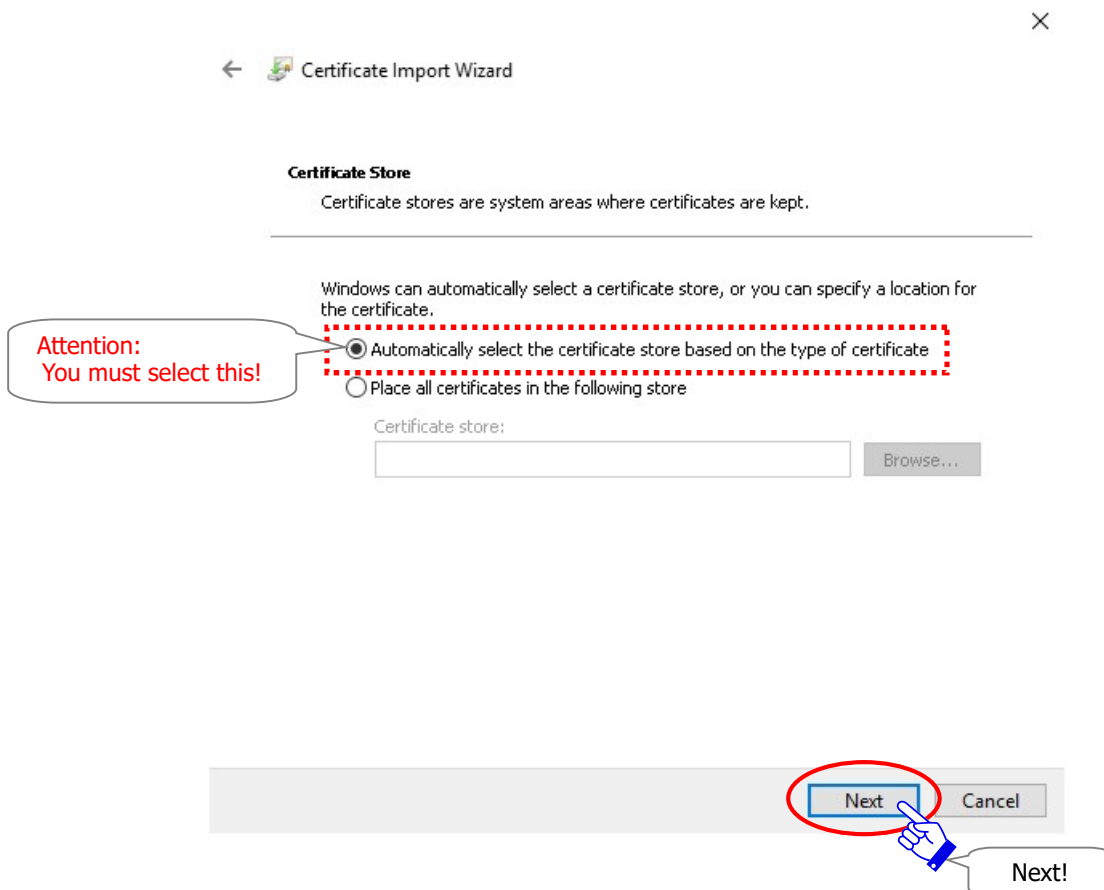 Certificate Import Wizard
Certificate Store
Certificate stores are system areas where certificates are kept.
Windows can automatically select a certificate store, or you can specify a location for
the certificate.
Attention:
You must select this!
Automatically select the certificate store based on the type of certificate
Place all certificates in the following store
Certificate store:
Browse...
Next
Cancel
Next!